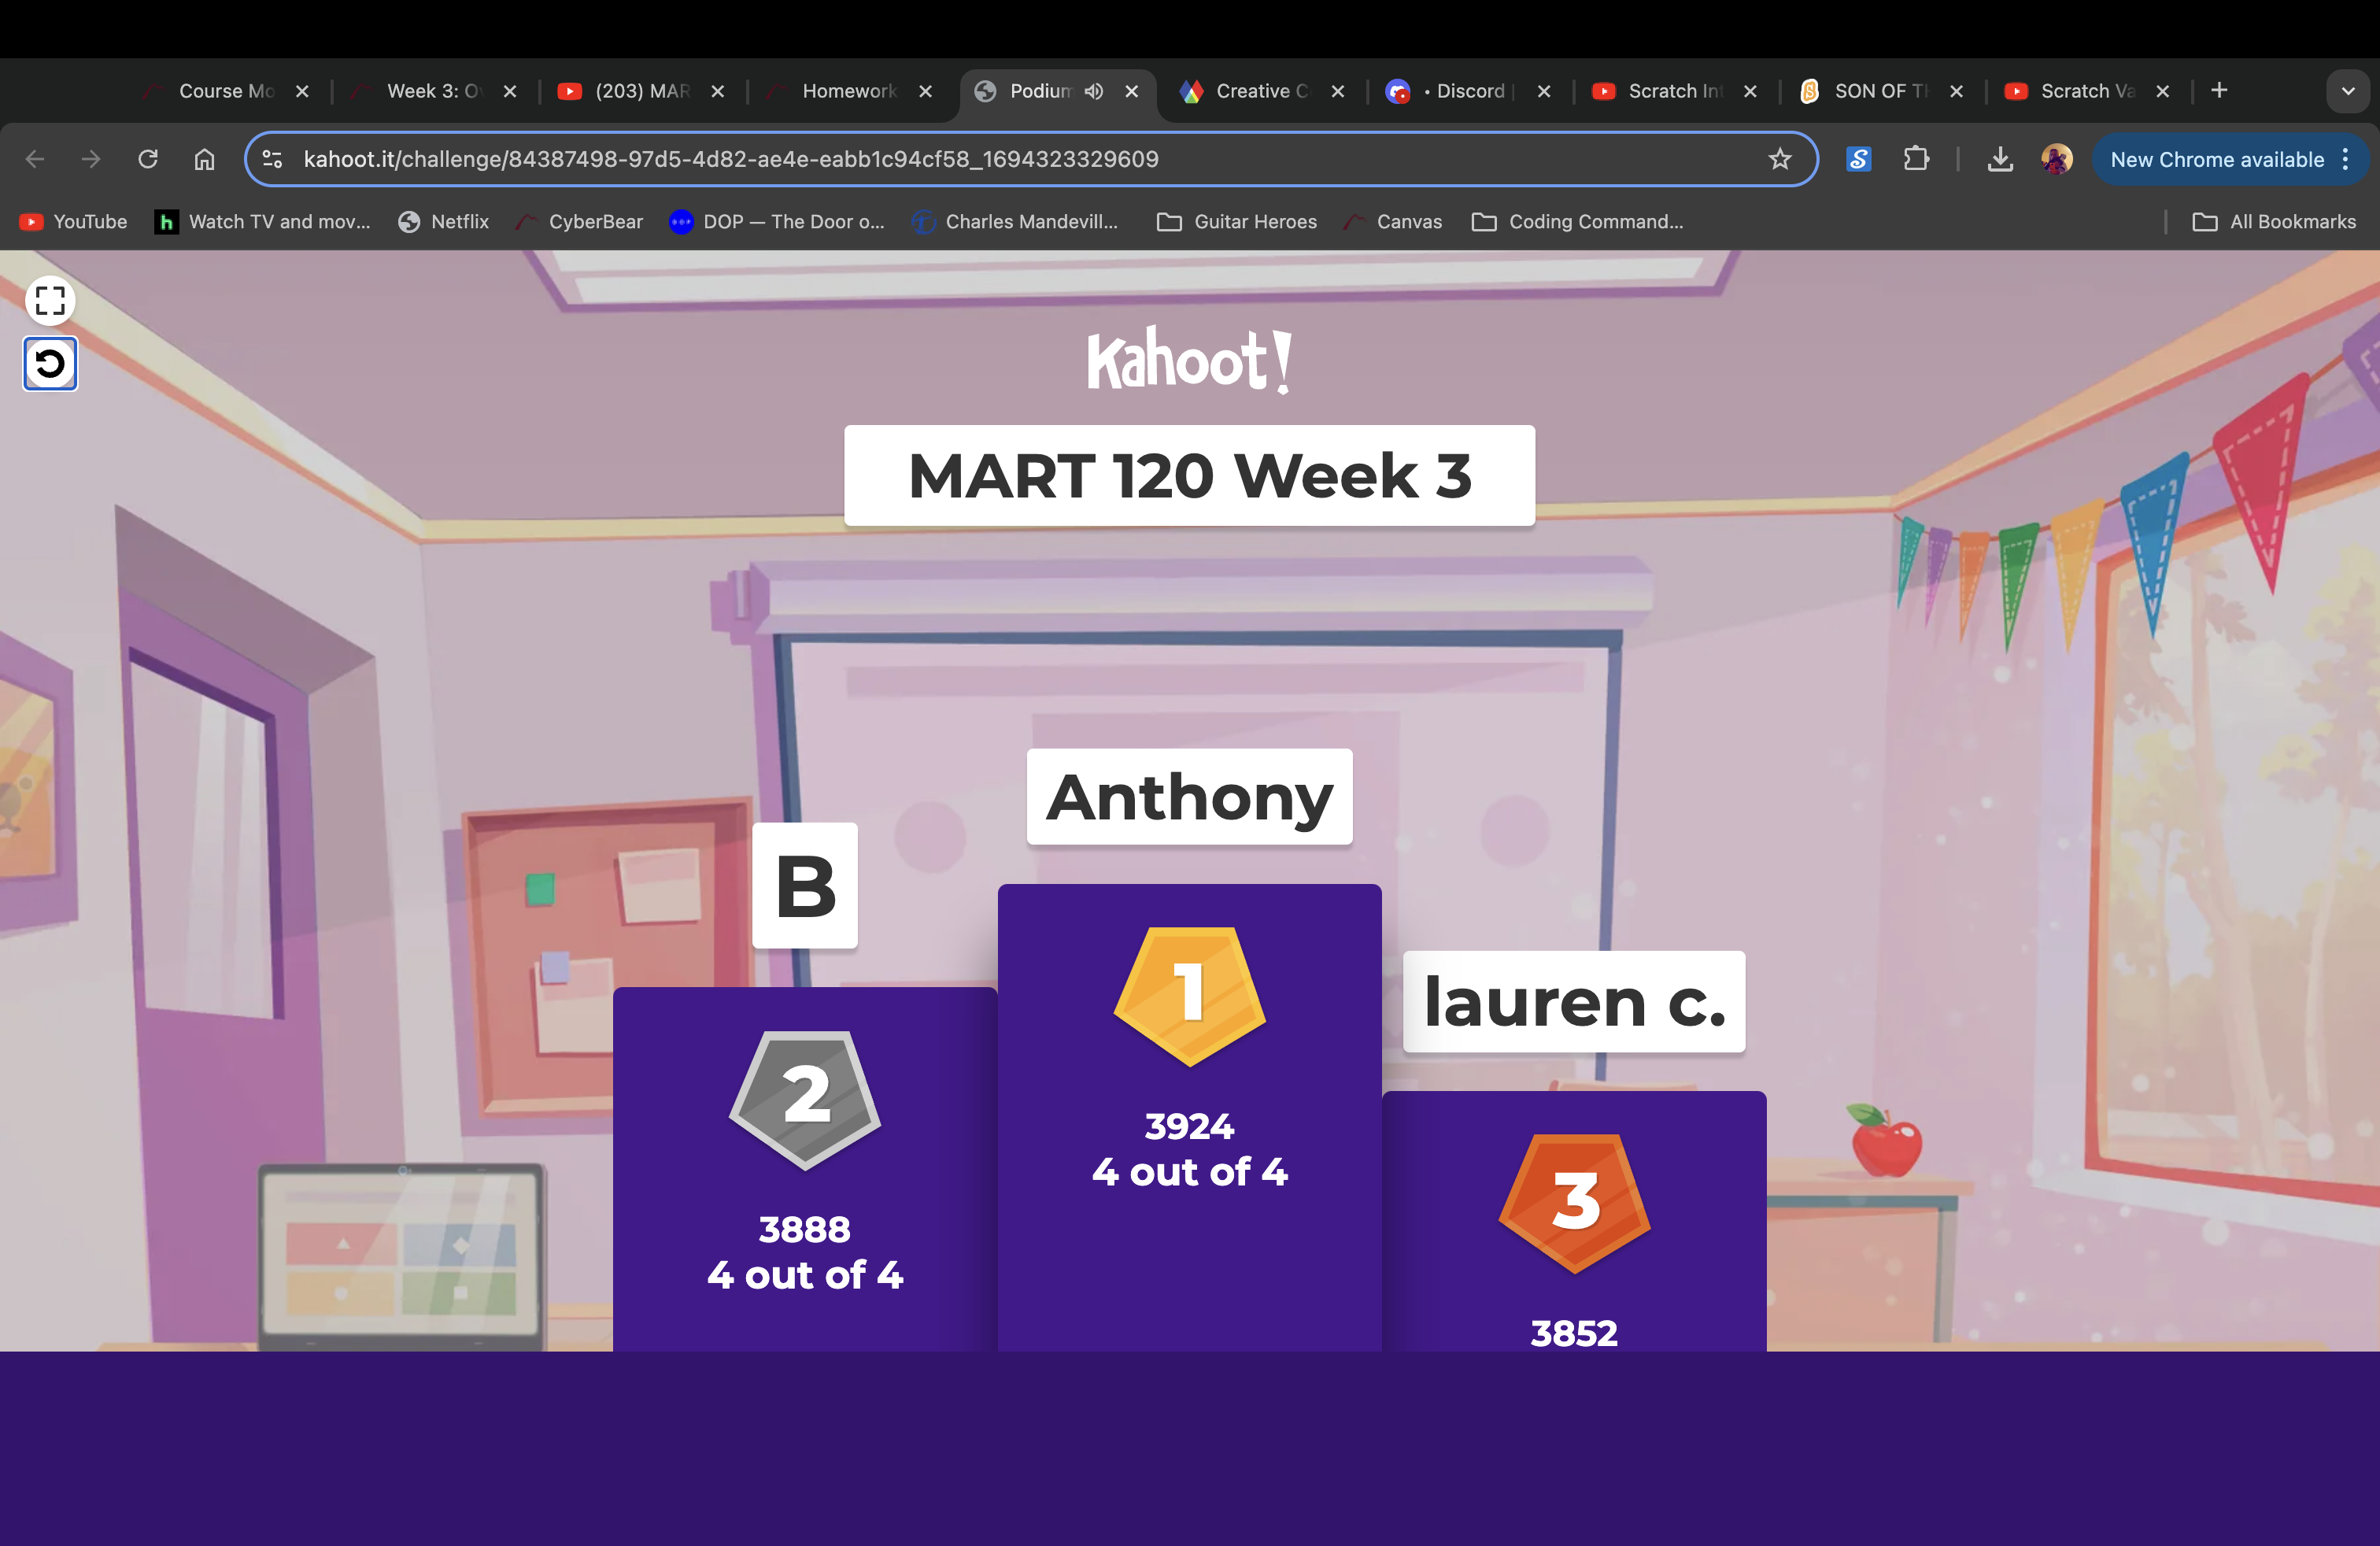 Course Mo
Week 3: O
(203) MAR
Homework
Podium
Creative C
• Discord |
Scratch Int
SON OF T
Scratch Va
kahoot.it/challenge/84387498-97d5-4d82-ae4e-eabb1c94cf58_1694323329609
New Chrome available
YouTube
Watch TV and mov...
Netflix
CyberBear
DOP — The Door o...
Charles Mandevill...
Guitar Heroes
Canvas
Coding Command...
All Bookmarks
Kahoot!
MART 120 Week 3
Anthony
B
lauren c.
1
3924
4 out of 4
2
3888
4 out of 4
3
3852